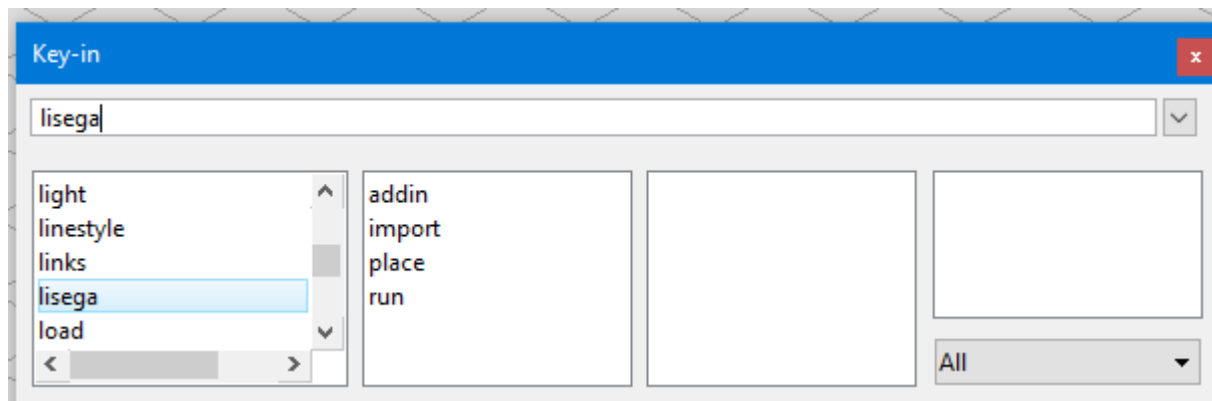 Key-in
x
lisega
light
linestyle
links
lisega
load
addin
import
place
run
All